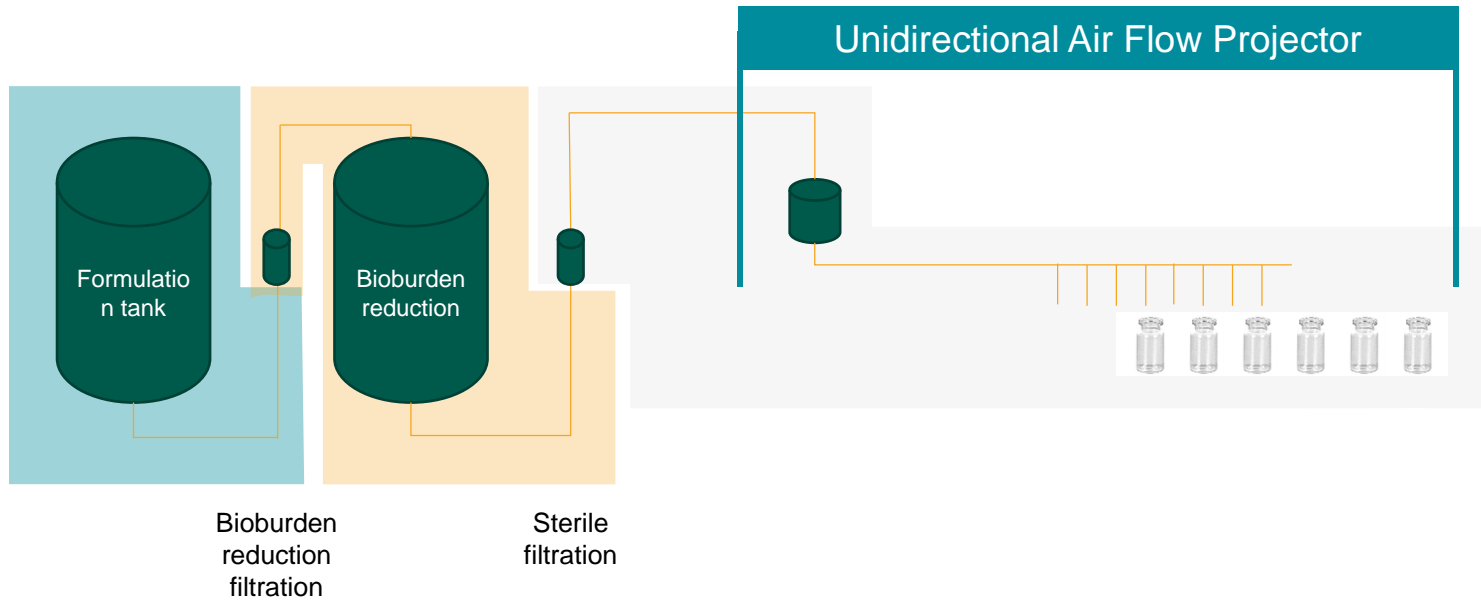 Unidirectional Air Flow Projector
Formulatio
n tank
Bioburden
reduction
Bioburden
reduction
filtration
Sterile
filtration